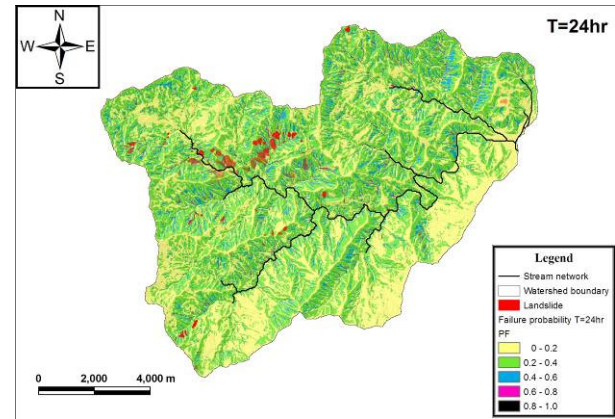 N
T=24hr
W E
S
Legend
Stream network
Watershed boundary
Landslide
Failure probability T=24hr
PF
0 - 0.2
0.2 - 0.4
0.4 - 0.6
0.6 - 0.8
0.8 - 1.0
0 2,000 4,000 m